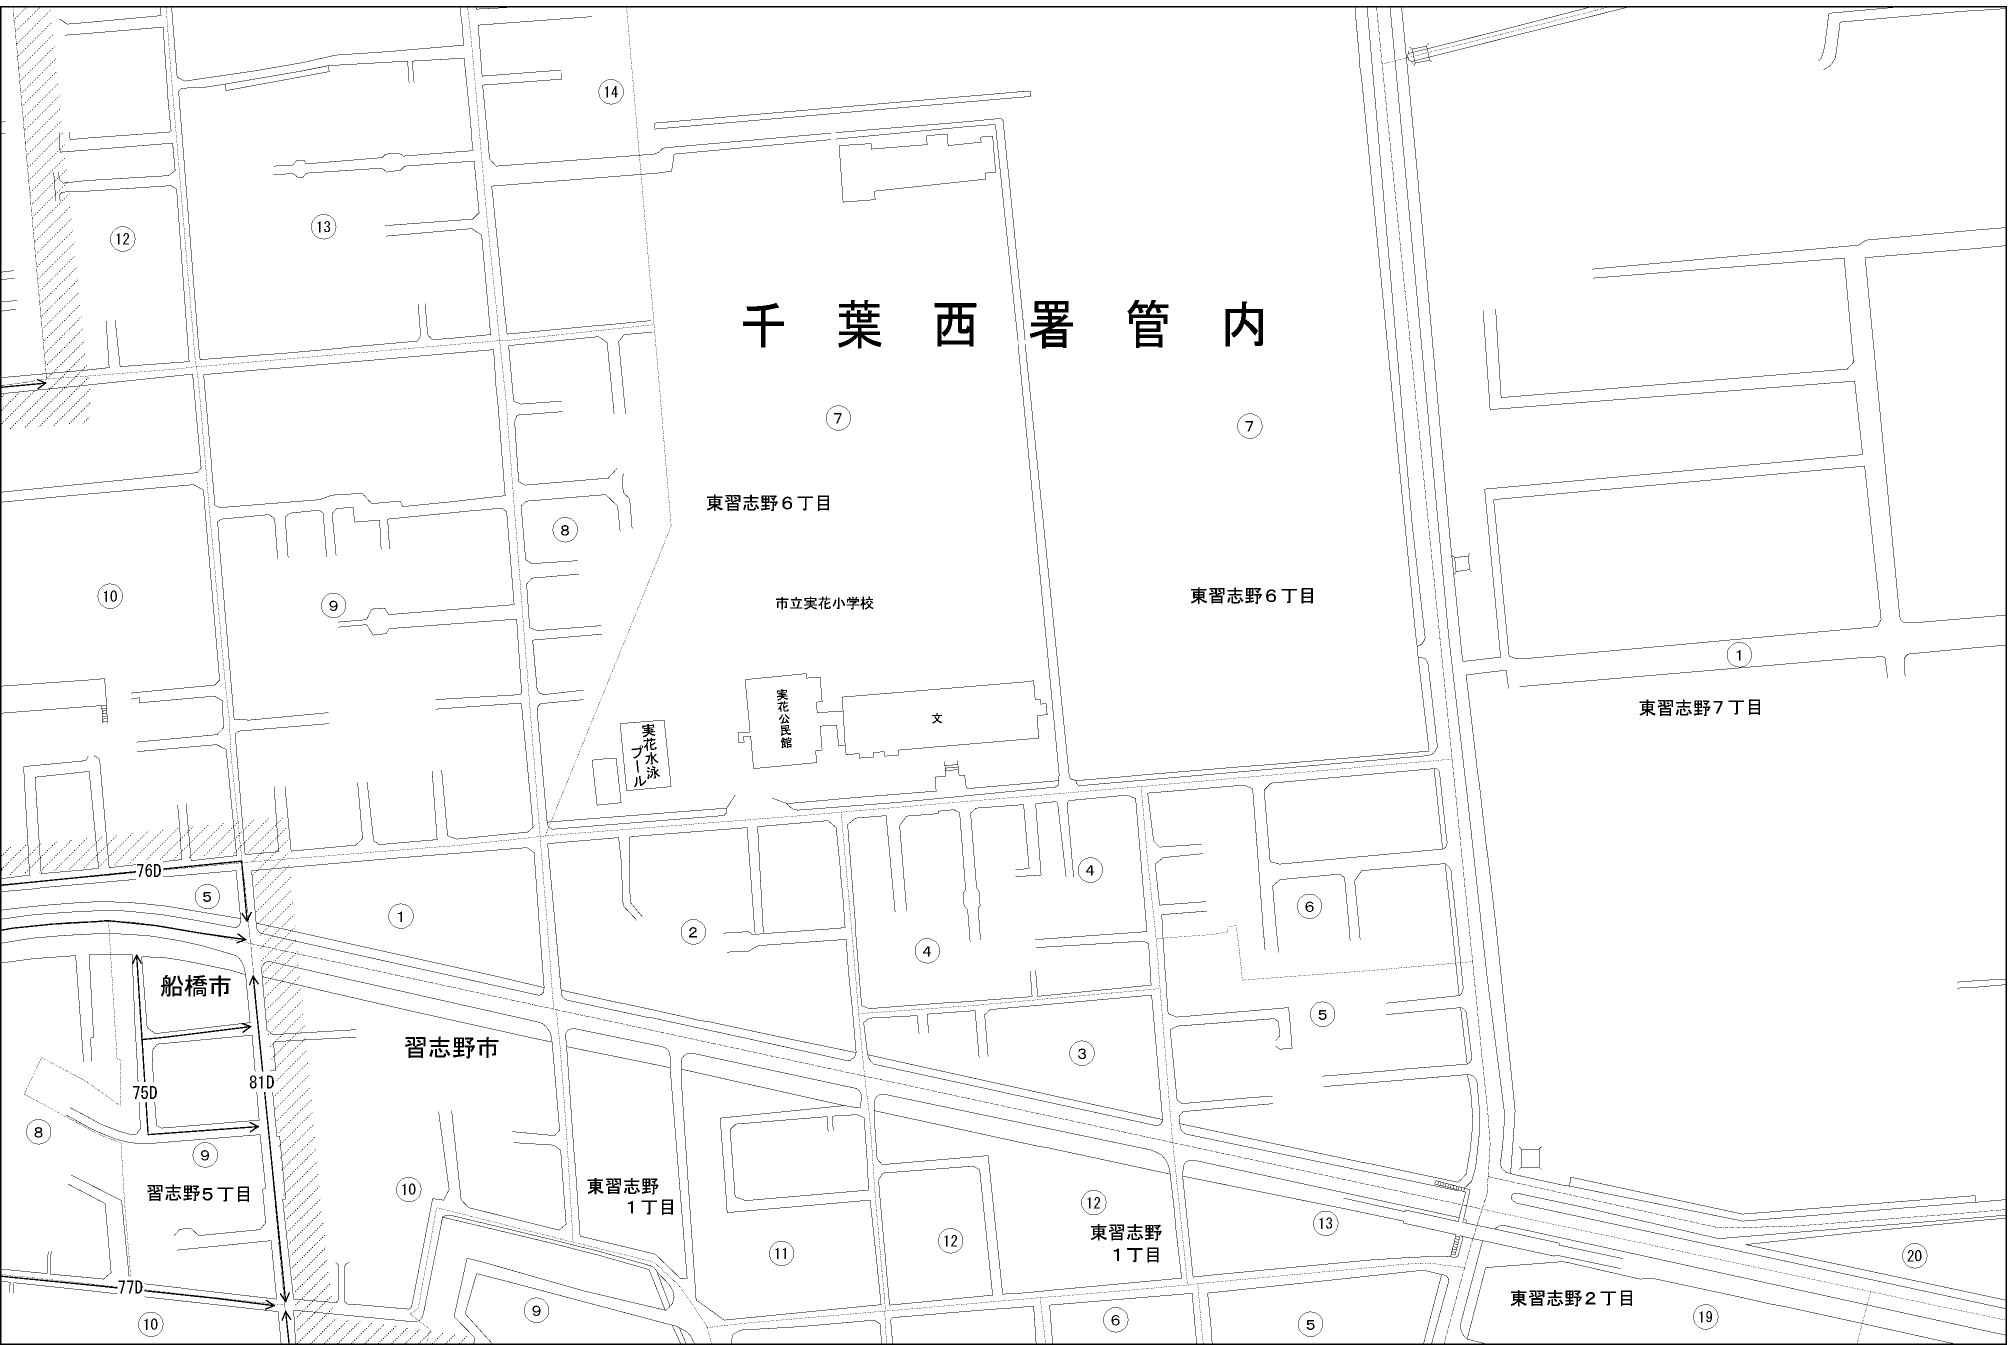 ⑭
⑬
⑫
千葉西署管内
⑦
⑦
東習志野6丁目
⑧
⑩
⑨
市立実花小学校
東習志野6丁目
①
東習志野7丁目
実花公民館
文
実花水泳
プール
76D
⑤
①
②
④
④
⑥
船橋市
習志野市
⑤
③
75D
81D
⑧
⑨
習志野5丁目
⑩
東習志野
1丁目
⑫
東習志野
1丁目
⑬
⑪
⑫
⑳
77D
⑩
⑨
⑥
⑤
東習志野2丁目
⑲